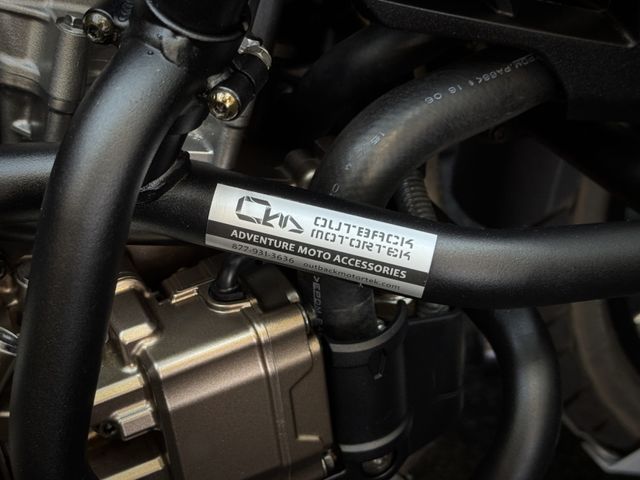 OUTBACK
MOTORTEK
ADVENTURE MOTO ACCESSORIES
877-931-3636 outbackmotortek.com